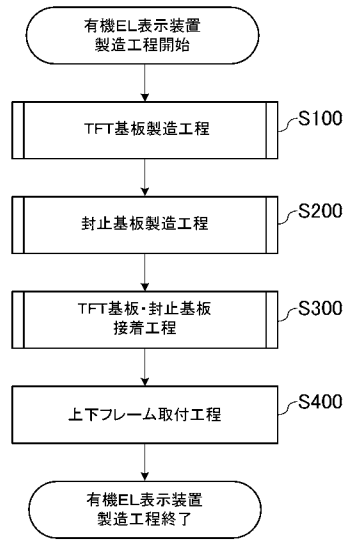 有機EL表示装置
製造工程開始
TFT基板製造工程
S100
封止基板製造工程
S200
TFT基板・封止基板
接着工程
S300
上下フレーム取付工程
S400
有機EL表示装置
製造工程終了